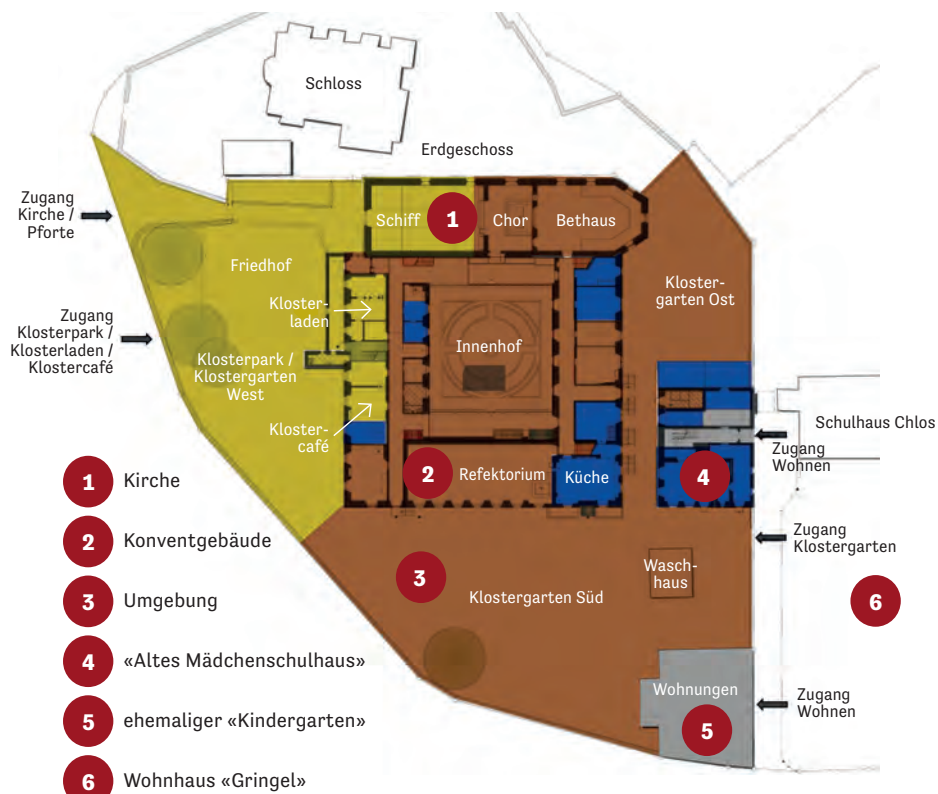 Schloss
Erdgeschoss
Zugang
Kirche /
Pforte
Schiff
1
Chor
Bethaus
Friedhof
Kloster-
garten Ost
Kloster-
laden
Zugang
Klosterpark /
Klosterladen /
Klostercafé
Innenhof
Klosterpark /
Klostergarten
West
Kloster-
café
Schulhaus Chlos
Zugang
Wohnen
2
Refektorium
Küche
4
1
Kirche
2
Konventgebäude
3
Umgebung
4
«Altes Mädchenschulhaus»
5
ehemaliger «Kindergarten»
6
Wohnhaus «Gringel»
Zugang
Klostergarten
Wasch-
haus
3
Klostergarten Süd
6
Wohnungen
5
Zugang
Wohnen